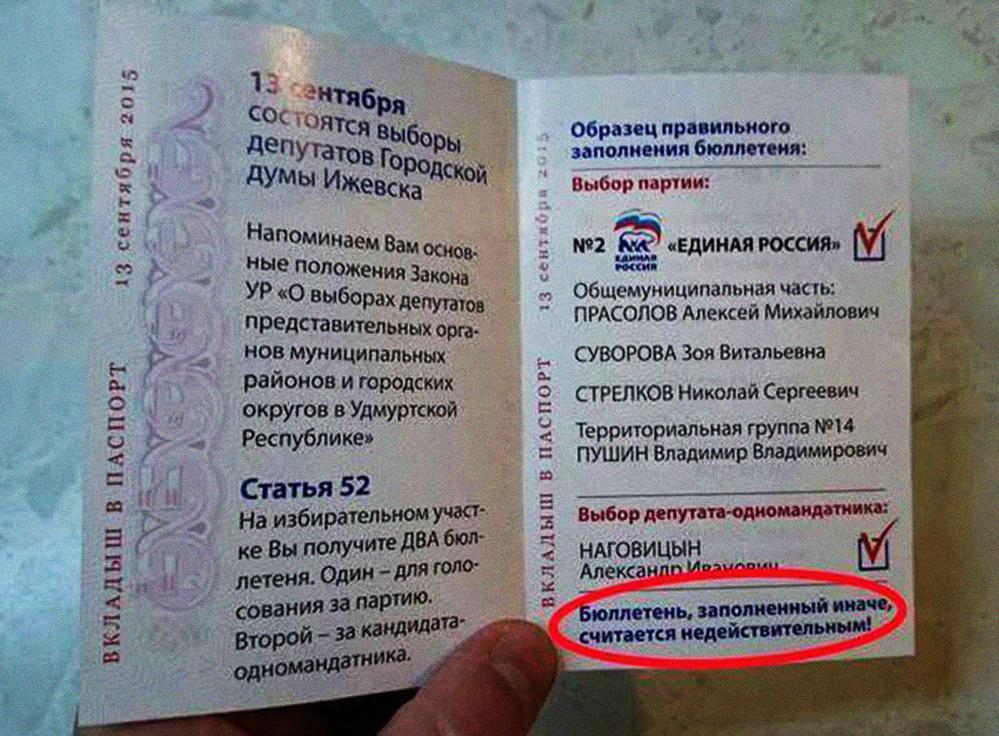 ВКЛАДЫШ В ПАСПОРТ 13 сентября 2015
13 сентября
состоятся выборы
депутатов Городской
думы Ижевска
Напоминаем Вам основ-
ные положения Закона
УР «О выборах депутатов
представительных орга-
нов муниципальных
районов и городских
округов в Удмуртской
Республике»
Статья 52
На избирательном участ-
ке Вы получите ДВА бюл-
летеня. Один – для голо-
сования за партию.
Второй – за кандидата-
одномандатника.
ВКЛАДЫШ В ПАСПОРТ 13 сентября 2015
Образец правильного
заполнения бюллетеня:
Выбор партии:
№2 ЕДИНАЯ РОССИЯ «ЕДИНАЯ РОССИЯ»
Общемуниципальная часть:
ПРАСОЛОВ Алексей Михайлович
СУВОРОВА Зоя Витальевна
СТРЕЛКОВ Николай Сергеевич
Территориальная группа №14
ПУШИН Владимир Владимирович
Выбор депутата-одномандатника:
НАГОВИЦЫН
Александр Иванович
Бюллетень, заполненный иначе,
считается недействительным!